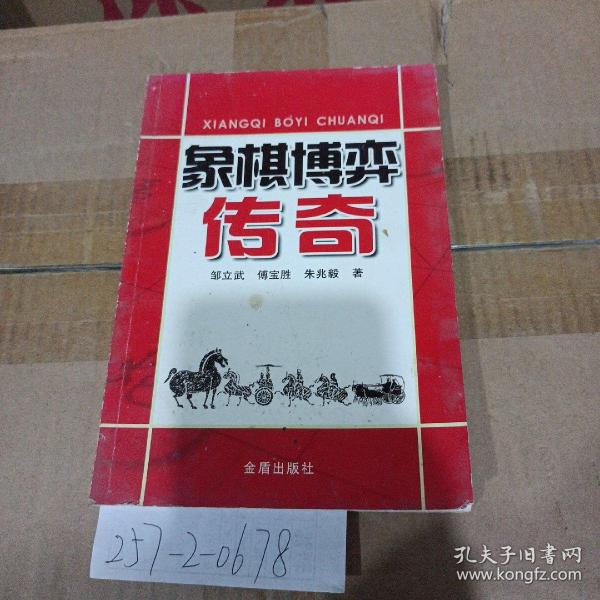 XIANGQI BOYI CHUANQI
象棋博弈
传奇
邹立武 傅宝胜 朱兆毅 著
金盾出版社
257-2-0678
孔夫子旧书网
www.kongfz.com